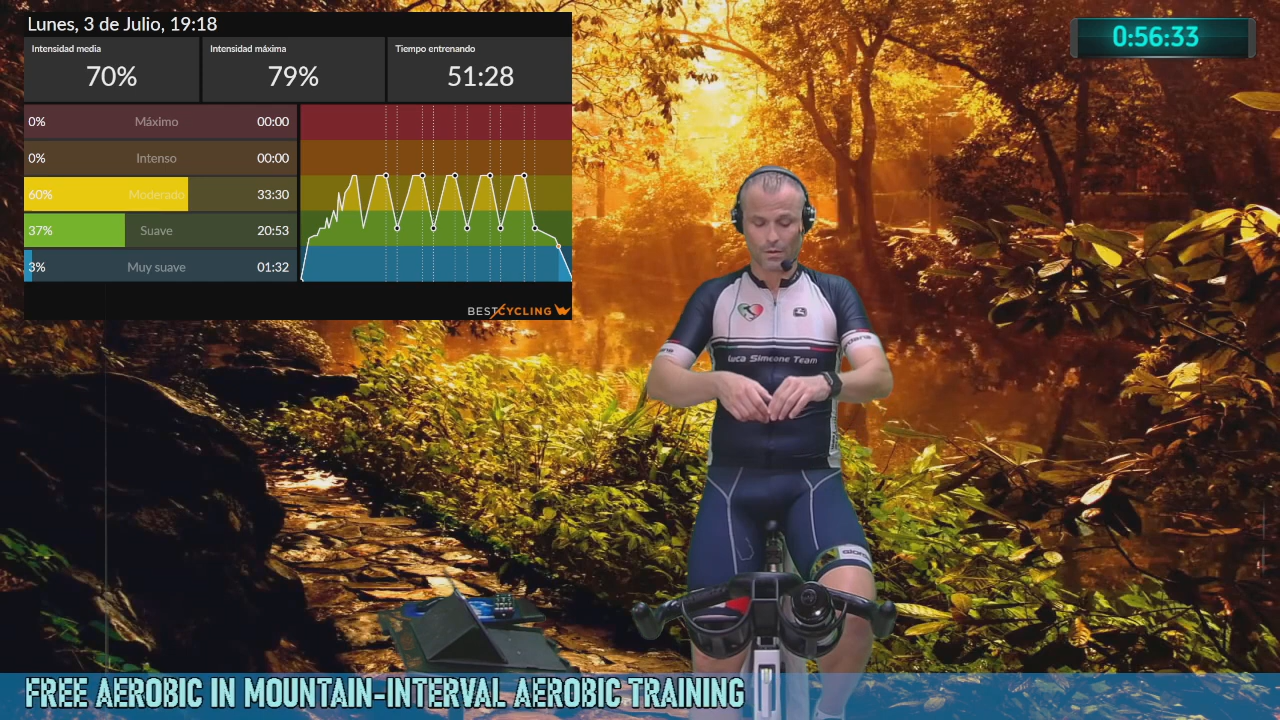 Lunes, 3 de Julio, 19:18
Intensidad media
70%
Intensidad máxima
79%
Tiempo entrenando
51:28
0% Máximo 00:00
0% Intenso 00:00
60% Moderado 33:30
37% Suave 20:53
3% Muy suave 01:32
BESTCYCLING
0:56:33
Luca Simeone Team
FREE AEROBIC IN MOUNTAIN-INTERVAL AEROBIC TRAINING